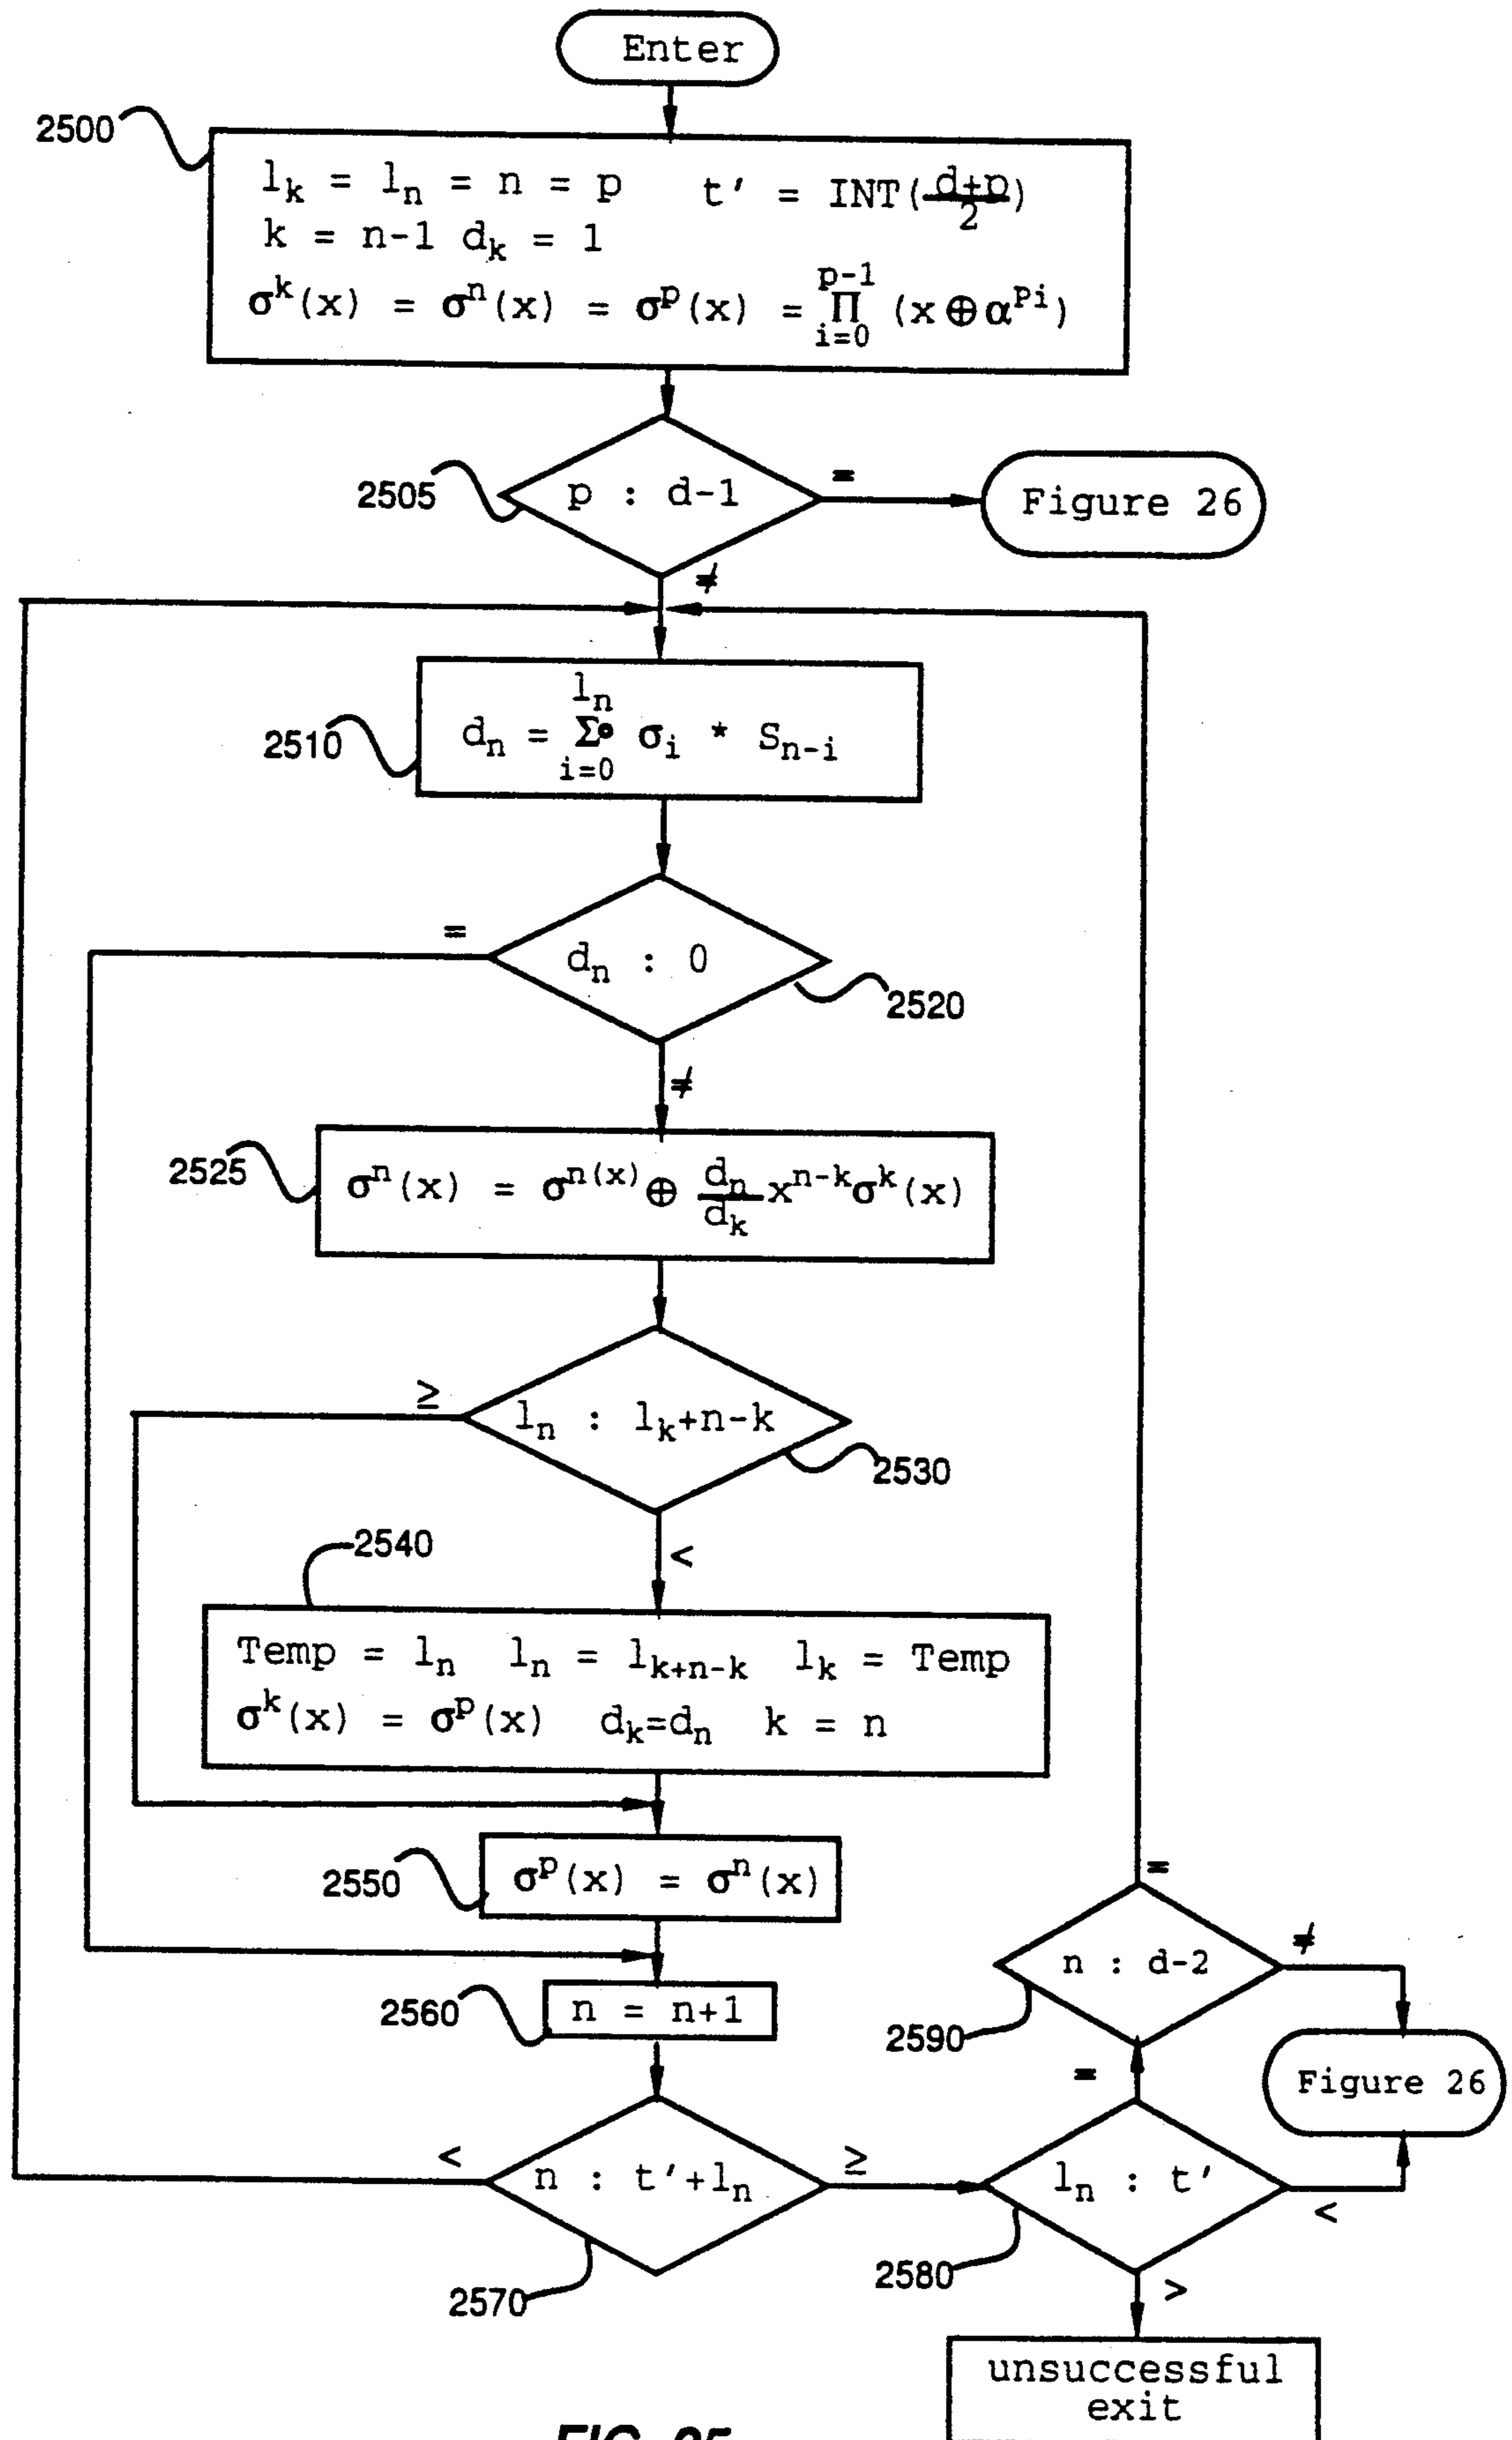 Enter
2500
l_k = l_n = n = p t' = INT(d+p/2)
k = n-1 d_k = 1
σ^k(x) = σ^n(x) = σ^p(x) = ∏_{i=0}^{p-1} (x ⊕ α^{Pi})
2505
p : d-1
=
Figure 26
≠
2510
d_n = Σ_{i=0}^{l_n} σ_i * S_{n-i}
=
d_n : 0
2520
≠
2525
σ^n(x) = σ^{n(x)} ⊕ d_n/d_k x^{n-k}σ^k(x)
≥
l_n : l_k+n-k
2530
<
2540
Temp = l_n l_n = l_{k+n-k} l_k = Temp
σ^k(x) = σ^p(x) d_k=d_n k = n
2550
σ^p(x) = σ^n(x)
=
n : d-2
≠
2590
2560
n = n+1
=
Figure 26
<
n : t'+l_n
≥
l_n : t'
<
2570
2580
>
unsuccessful
exit